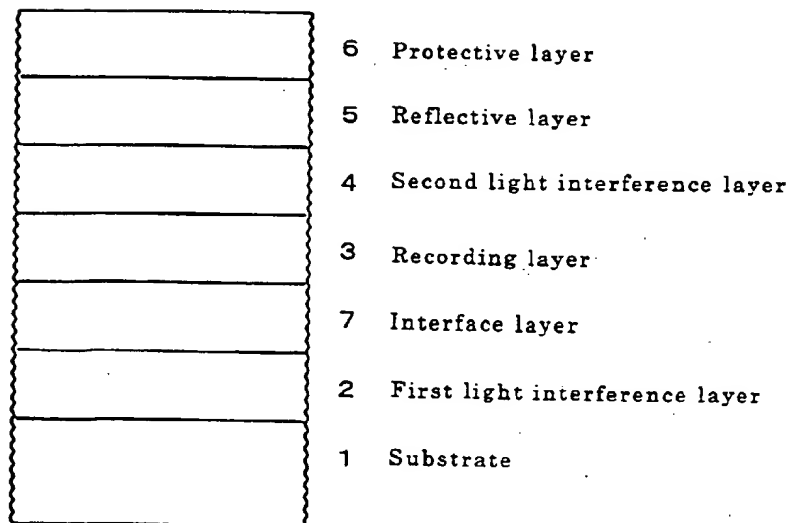 6 Protective layer
5 Reflective layer
4 Second light interference layer
3 Recording layer
7 Interface layer
2 First light interference layer
1 Substrate